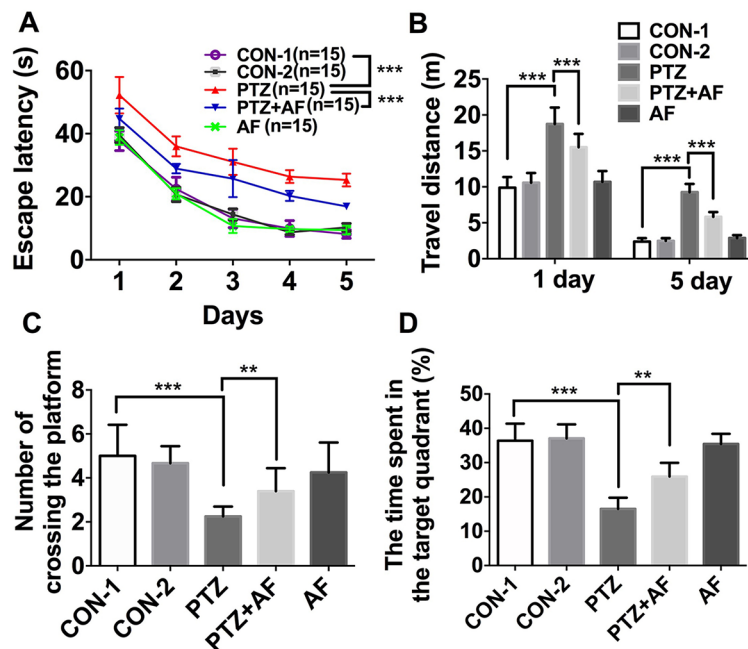 A
Escape latency (s)
60
40
20
0
1 2 3 4 5
Days
CON-1(n=15)
CON-2(n=15)
PTZ (n=15)
PTZ+AF(n=15)
AF (n=15)
***
***
B
Travel distance (m)
25
20
15
10
5
0
*** ***
*** ***
1 day 5 day
CON-1
CON-2
PTZ
PTZ+AF
AF
C
Number of
crossing the platform
8
6
4
2
0
*** **
CON-1 CON-2 PTZ PTZ+AF AF
D
The time spent in
the target quadrant (%)
50
40
30
20
10
0
*** **
CON-1 CON-2 PTZ PTZ+AF AF